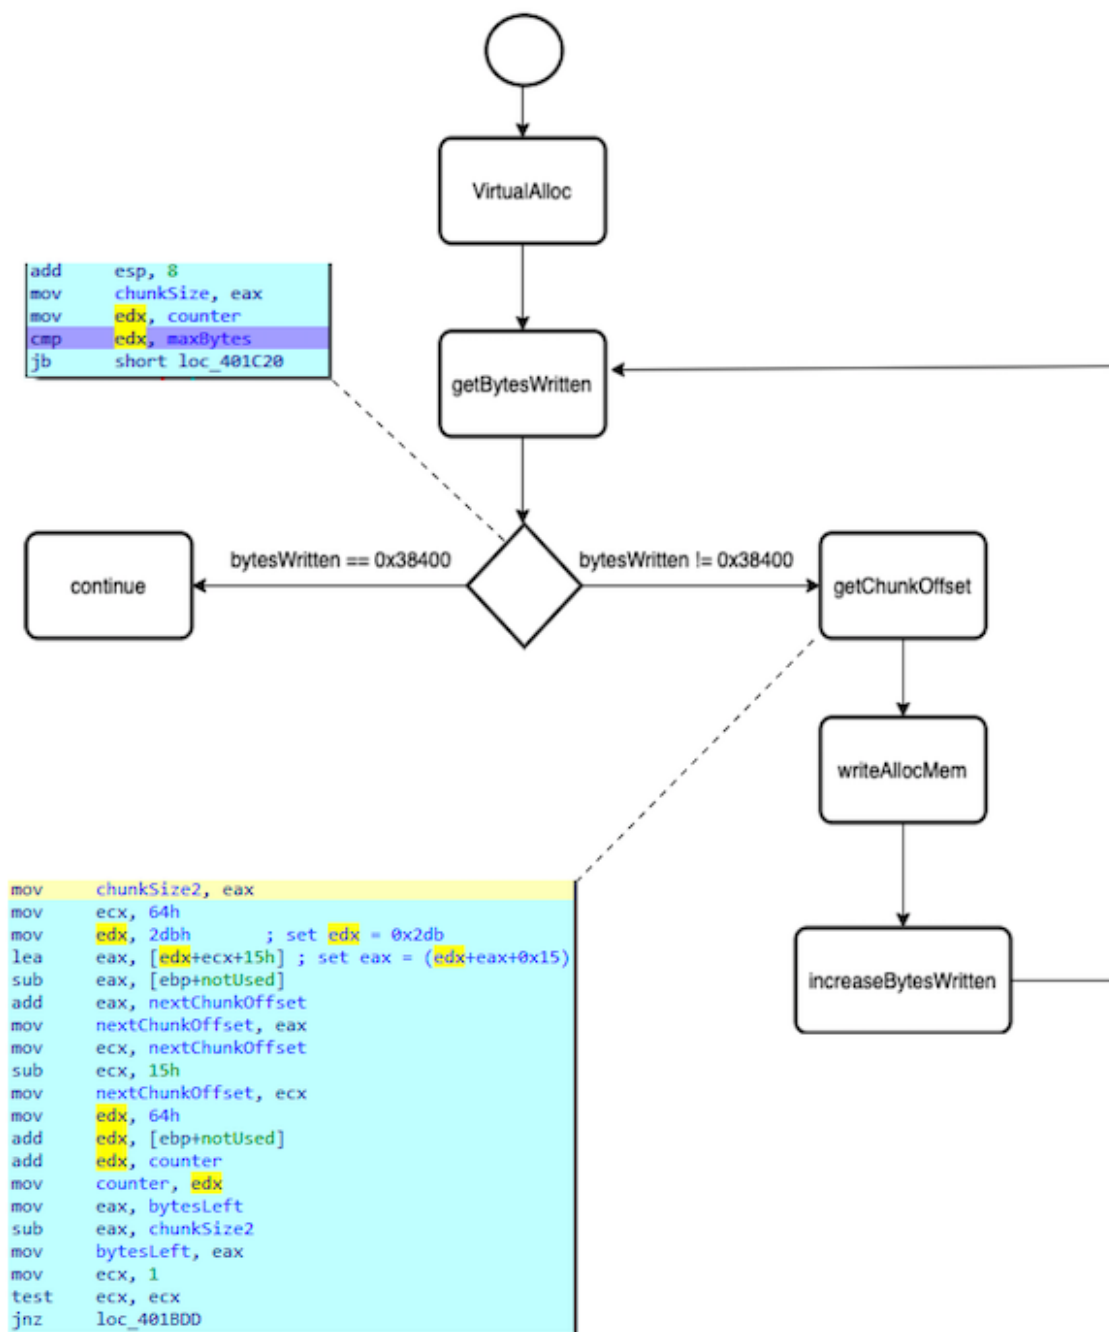 VirtualAlloc
add esp, 8
mov chunkSize, eax
mov edx, counter
cmp edx, maxBytes
jb short loc_401C20
getBytesWritten
continue
bytesWritten == 0x38400
bytesWritten != 0x38400
getChunkOffset
writeAllocMem
increaseBytesWritten
mov chunkSize2, eax
mov ecx, 64h
mov edx, 2dbh ; set edx = 0x2db
lea eax, [edx+ecx+15h] ; set eax = (edx+eax+0x15)
sub eax, [ebp+notUsed]
add eax, nextChunkOffset
mov nextChunkOffset, eax
mov ecx, nextChunkOffset
sub ecx, 15h
mov nextChunkOffset, ecx
mov edx, 64h
add edx, [ebp+notUsed]
add edx, counter
mov counter, edx
mov eax, bytesLeft
sub eax, chunkSize2
mov bytesLeft, eax
mov ecx, 1
test ecx, ecx
jnz loc_401BDD